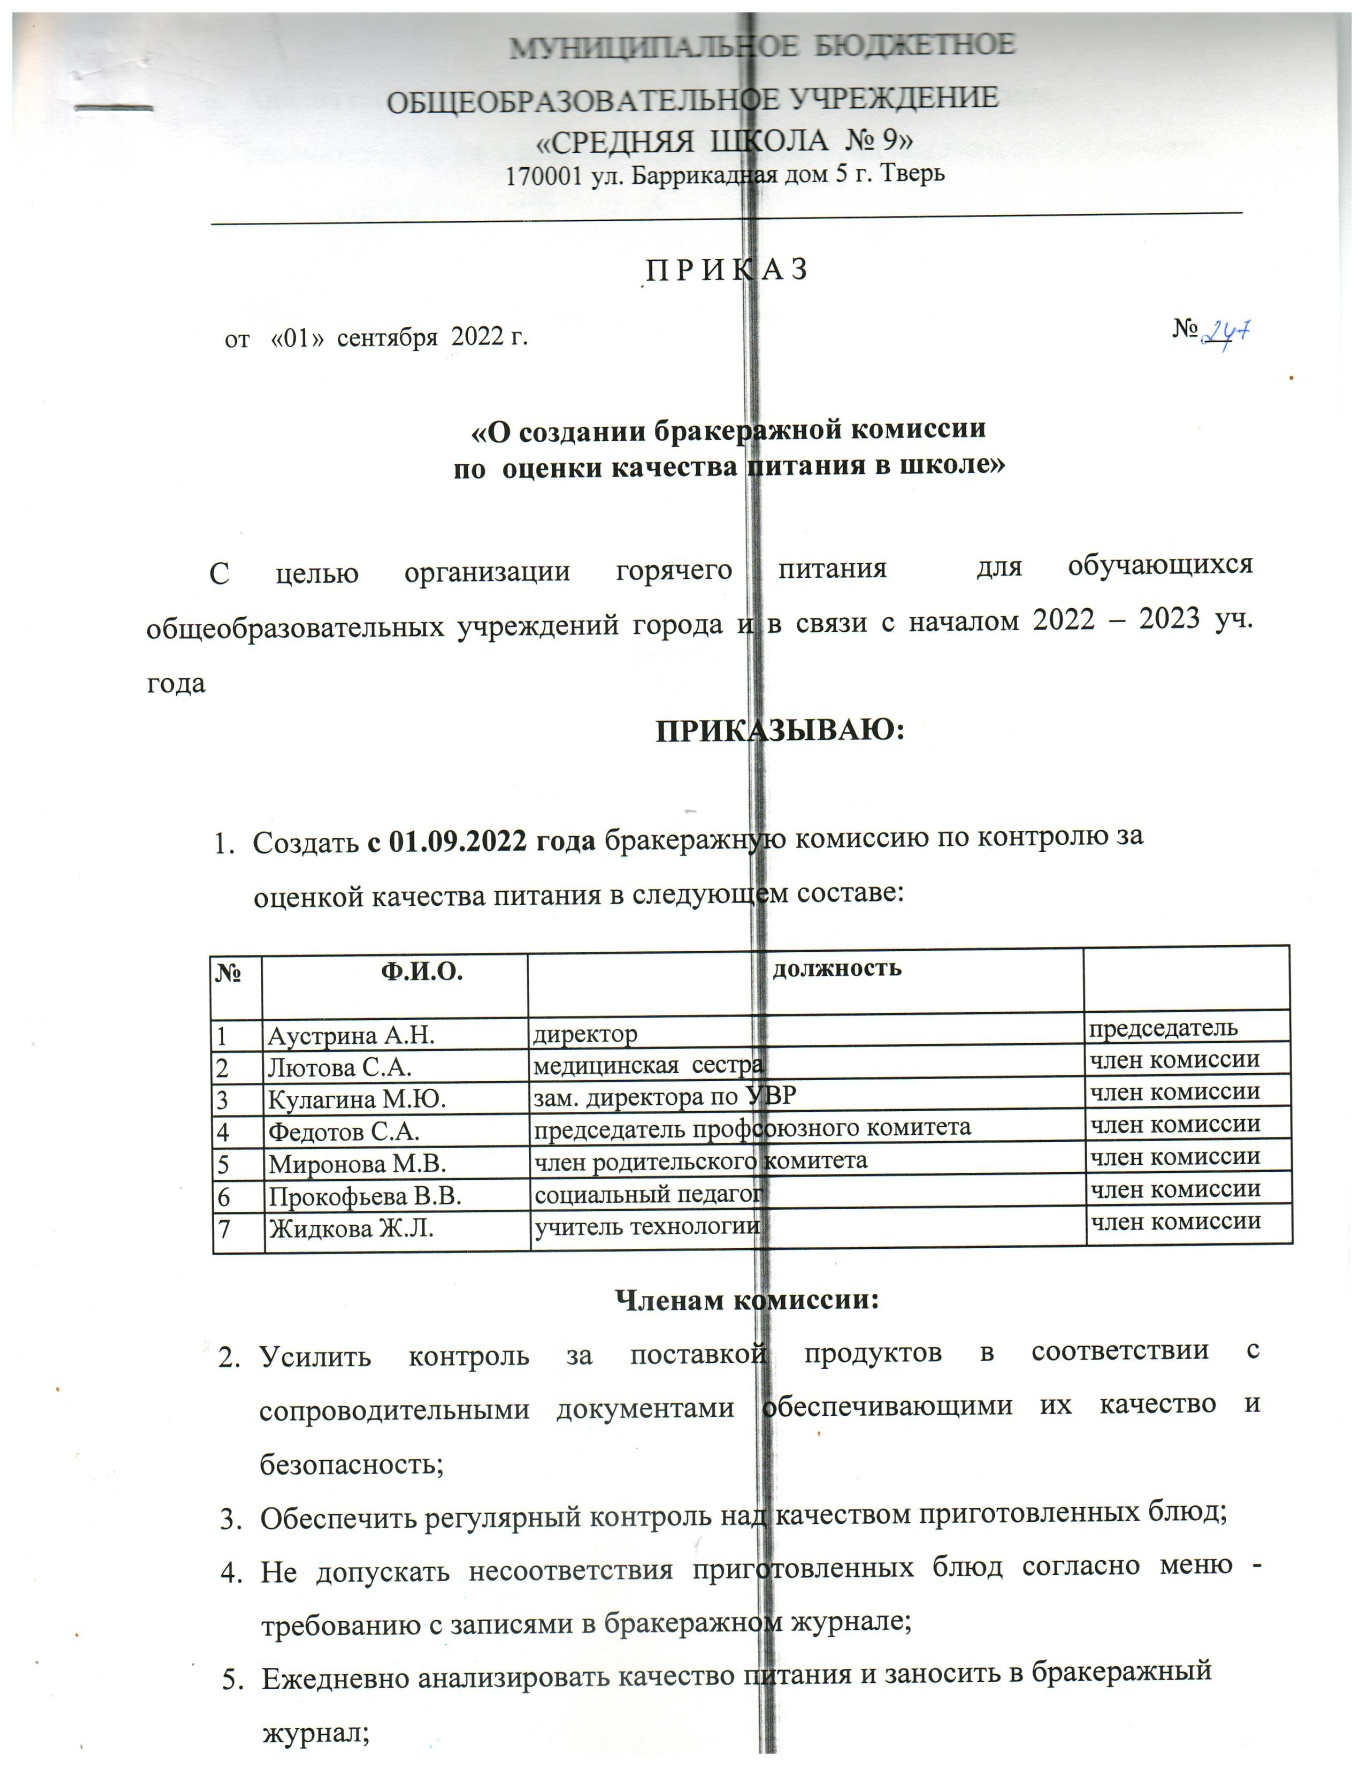 МУНИЦИПАЛЬНОЕ БЮДЖЕТНОЕ
ОБЩЕОБРАЗОВАТЕЛЬНОЕ УЧРЕЖДЕНИЕ
«СРЕДНЯЯ ШКОЛА № 9»
170001 ул. Баррикадная дом 5 г. Тверь
П Р И К А З
от «01» сентября 2022 г. № 247
«О создании бракеражной комиссии
по оценки качества питания в школе»
С целью организации горячего питания для обучающихся
общеобразовательных учреждений города и в связи с началом 2022 – 2023 уч.
года
ПРИКАЗЫВАЮ:
1. Создать с 01.09.2022 года бракеражную комиссию по контролю за
оценкой качества питания в следующем составе:
№ Ф.И.О. должность
1 Аустрина А.Н. директор председатель
2 Лютова С.А. медицинская сестра член комиссии
3 Кулагина М.Ю. зам. директора по УВР член комиссии
4 Федотов С.А. председатель профсоюзного комитета член комиссии
5 Миронова М.В. член родительского комитета член комиссии
6 Прокофьева В.В. социальный педагог член комиссии
7 Жидкова Ж.Л. учитель технологии член комиссии
Членам комиссии:
2. Усилить контроль за поставкой продуктов в соответствии с
сопроводительными документами обеспечивающими их качество и
безопасность;
3. Обеспечить регулярный контроль над качеством приготовленных блюд;
4. Не допускать несоответствия приготовленных блюд согласно меню -
требованию с записями в бракеражном журнале;
5. Ежедневно анализировать качество питания и заносить в бракеражный
журнал;